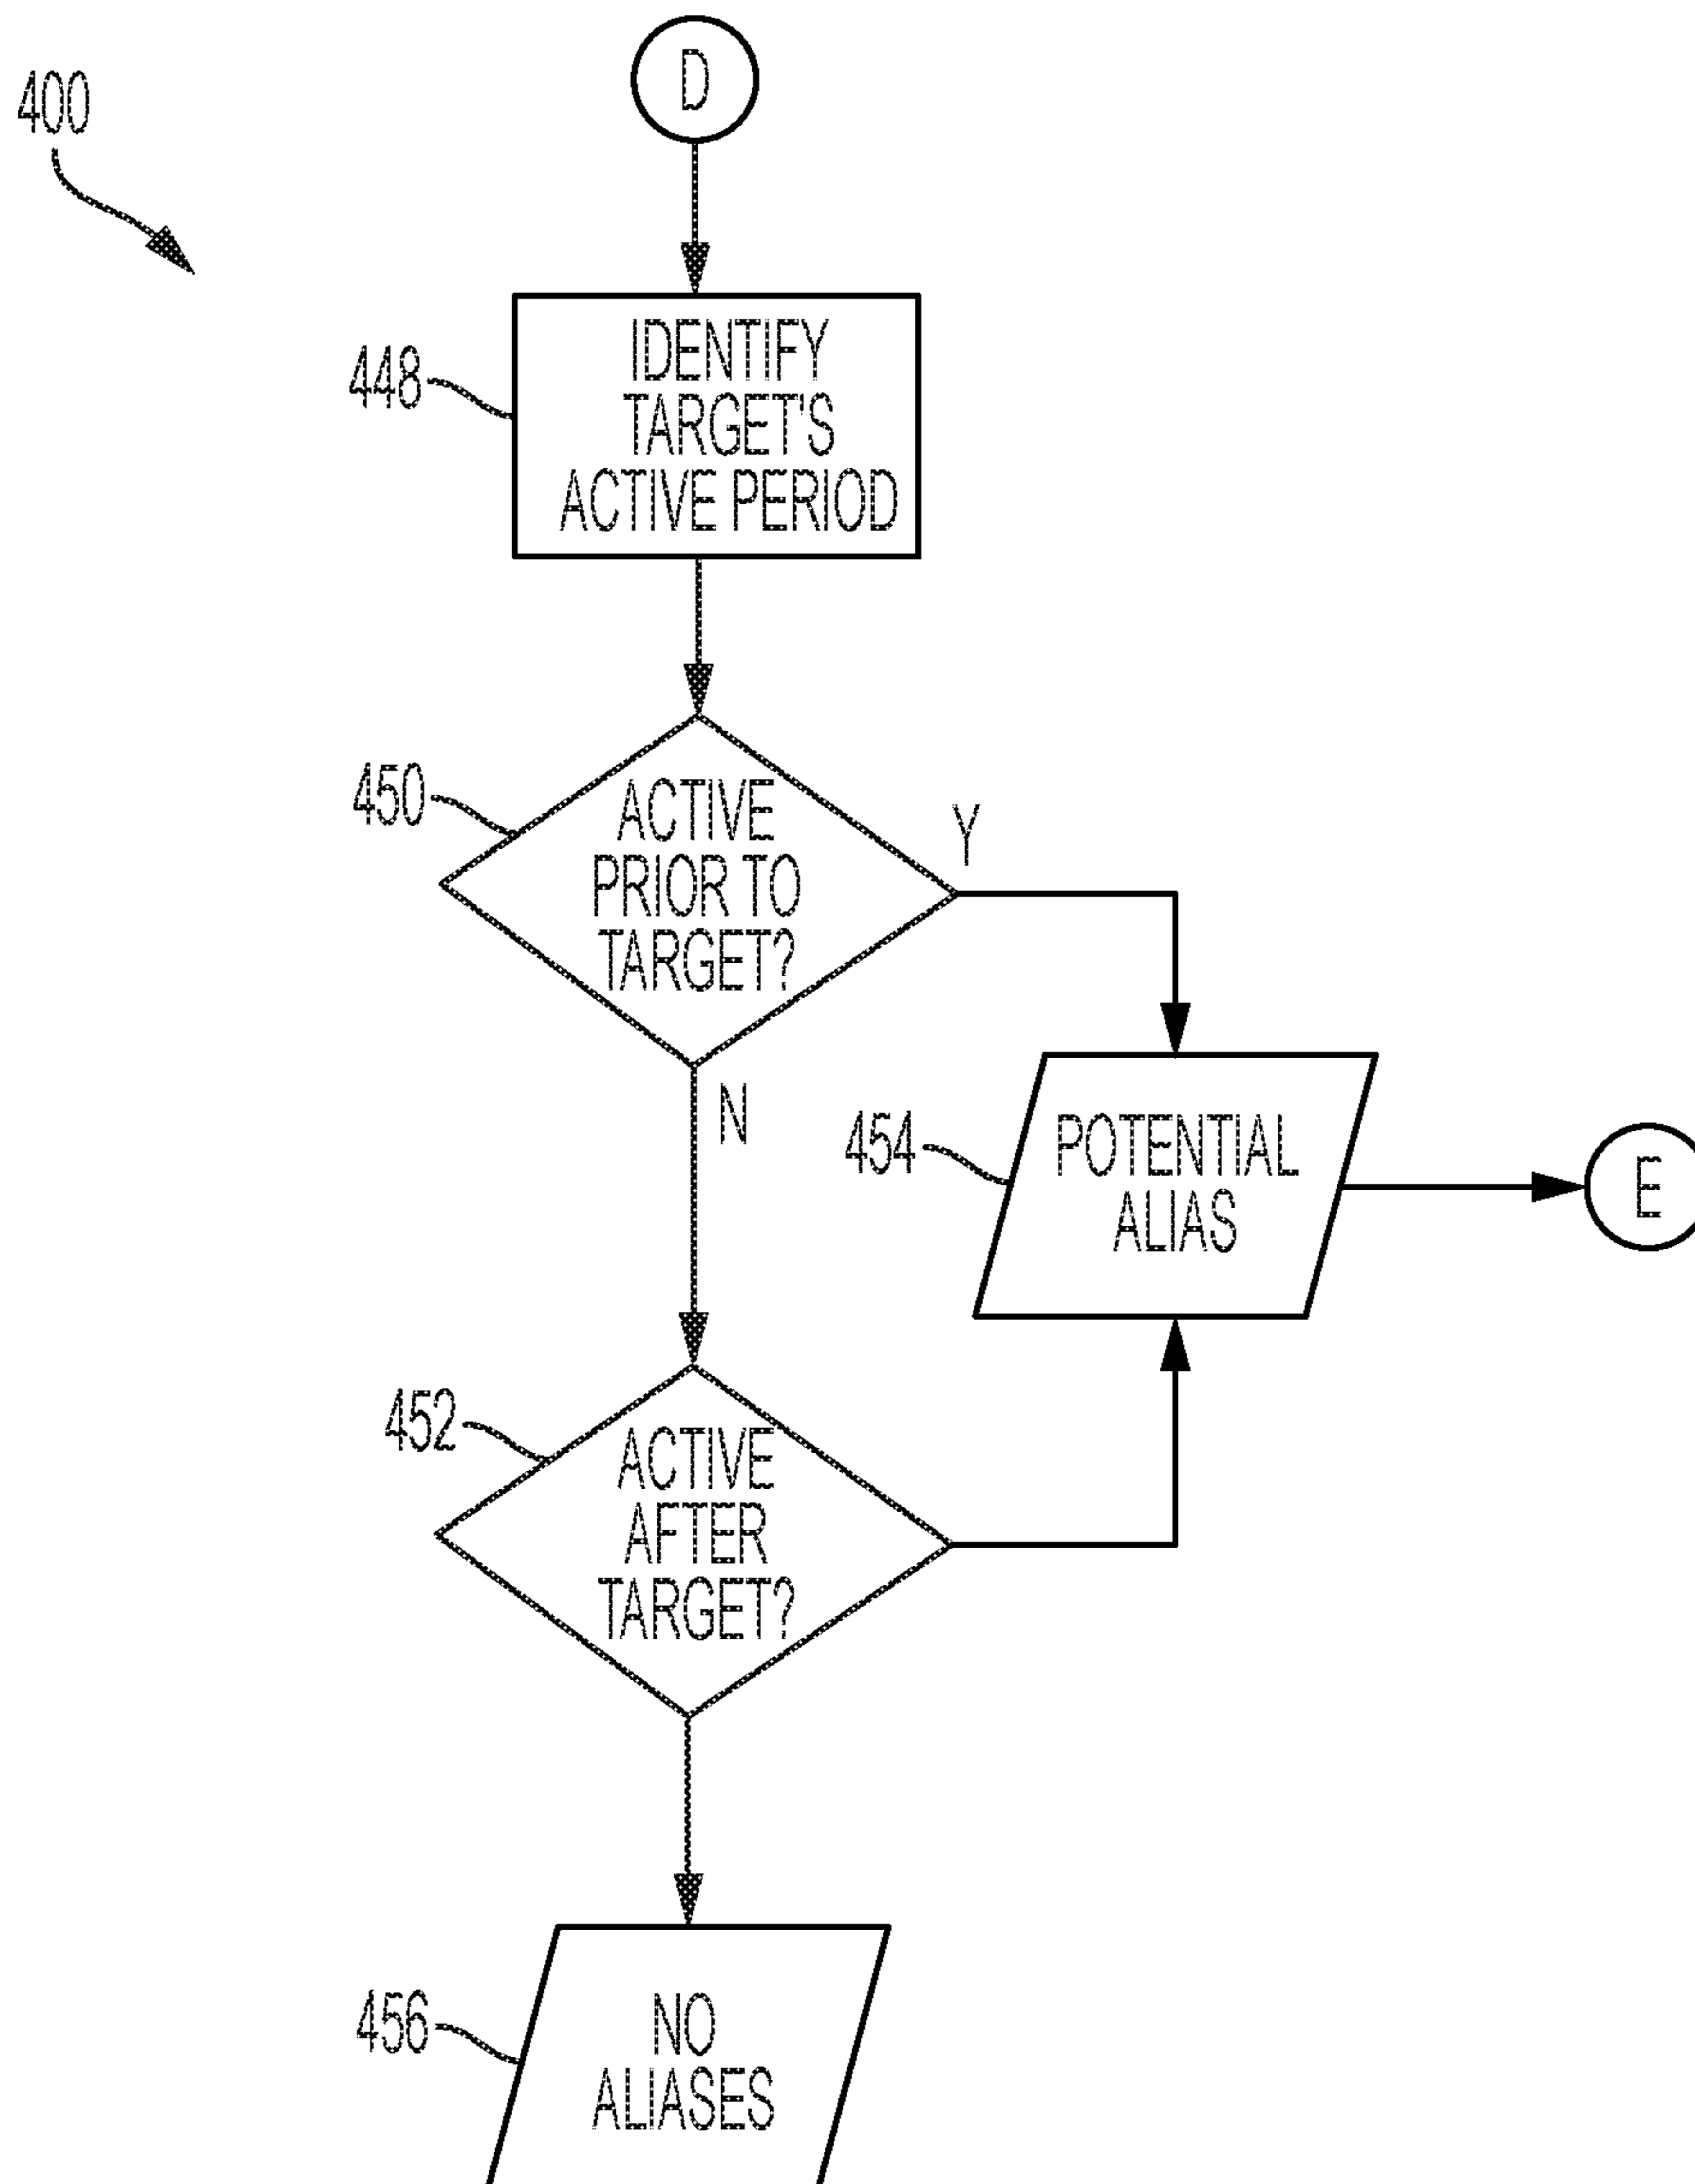 400
D
448
IDENTIFY
TARGET'S
ACTIVE PERIOD
450
ACTIVE
PRIOR TO
TARGET?
Y
N
454
POTENTIAL
ALIAS
E
452
ACTIVE
AFTER
TARGET?
456
NO
ALIASES